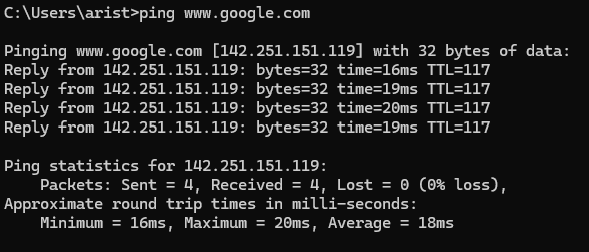 C:\Users\arist>ping www.google.com
Pinging www.google.com [142.251.151.119] with 32 bytes of data:
Reply from 142.251.151.119: bytes=32 time=16ms TTL=117
Reply from 142.251.151.119: bytes=32 time=19ms TTL=117
Reply from 142.251.151.119: bytes=32 time=20ms TTL=117
Reply from 142.251.151.119: bytes=32 time=19ms TTL=117
Ping statistics for 142.251.151.119:
    Packets: Sent = 4, Received = 4, Lost = 0 (0% loss),
Approximate round trip times in milli-seconds:
    Minimum = 16ms, Maximum = 20ms, Average = 18ms